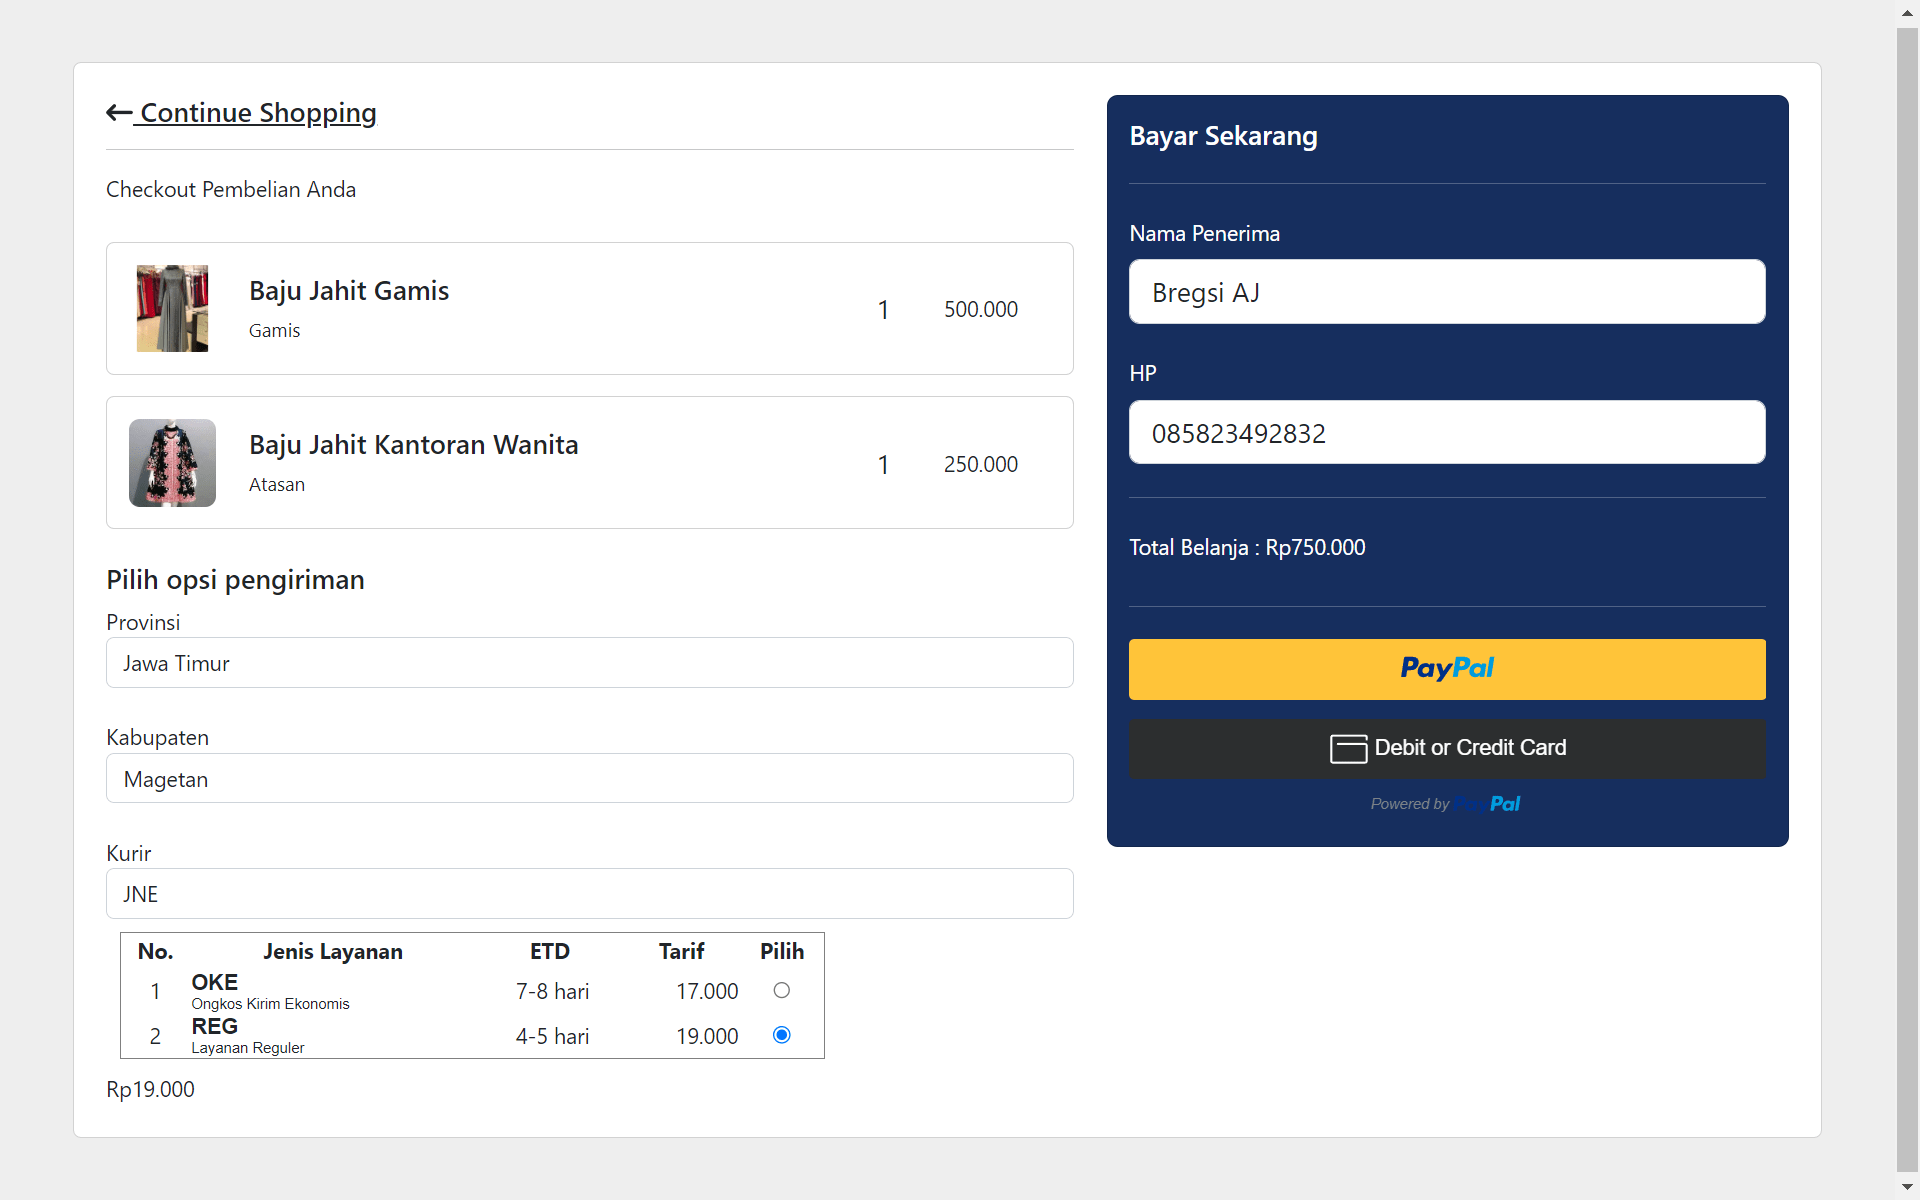 Continue Shopping
Checkout Pembelian Anda
Baju Jahit Gamis
Gamis
1
500.000
Baju Jahit Kantoran Wanita
Atasan
1
250.000
Pilih opsi pengiriman
Provinsi
Jawa Timur
Kabupaten
Magetan
Kurir
JNE
No. Jenis Layanan ETD Tarif Pilih
1 OKE 7-8 hari 17.000
Ongkos Kirim Ekonomis
2 REG 4-5 hari 19.000
Layanan Reguler
Rp19.000
Bayar Sekarang
Nama Penerima
Bregsi AJ
HP
085823492832
Total Belanja : Rp750.000
PayPal
Debit or Credit Card
Powered by PayPal